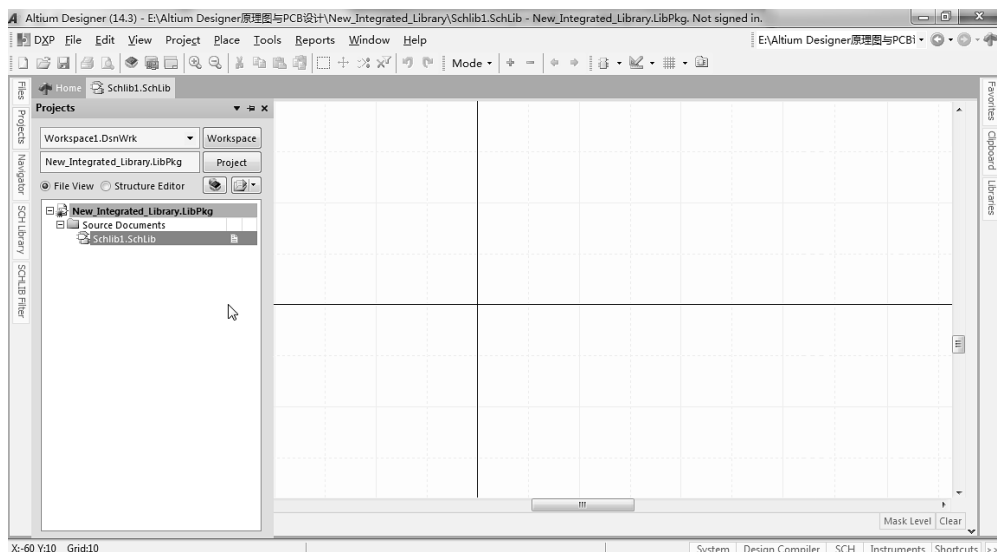 Altium Designer (14.3) - E:\Altium Designer原理图与PCB设计\New_Integrated_Library\Schlib1.SchLib - New_Integrated_Library.LibPkg. Not signed in.
DXP File Edit View Project Place Tools Reports Window Help E:\Altium Designer原理图与PCBi
Mode
Home Schlib1.SchLib
Files
Projects
Navigator
SCH Library
SCHLIB Filter
Projects
Workspace1.DsnWrk Workspace
New_Integrated_Library.LibPkg Project
File View Structure Editor
New_Integrated_Library.LibPkg
Source Documents
Schlib1.SchLib
Favorites
Clipboard
Libraries
Mask Level Clear
X:-60 Y:10 Grid:10 System Design Compiler SCH Instruments Shortcuts >>